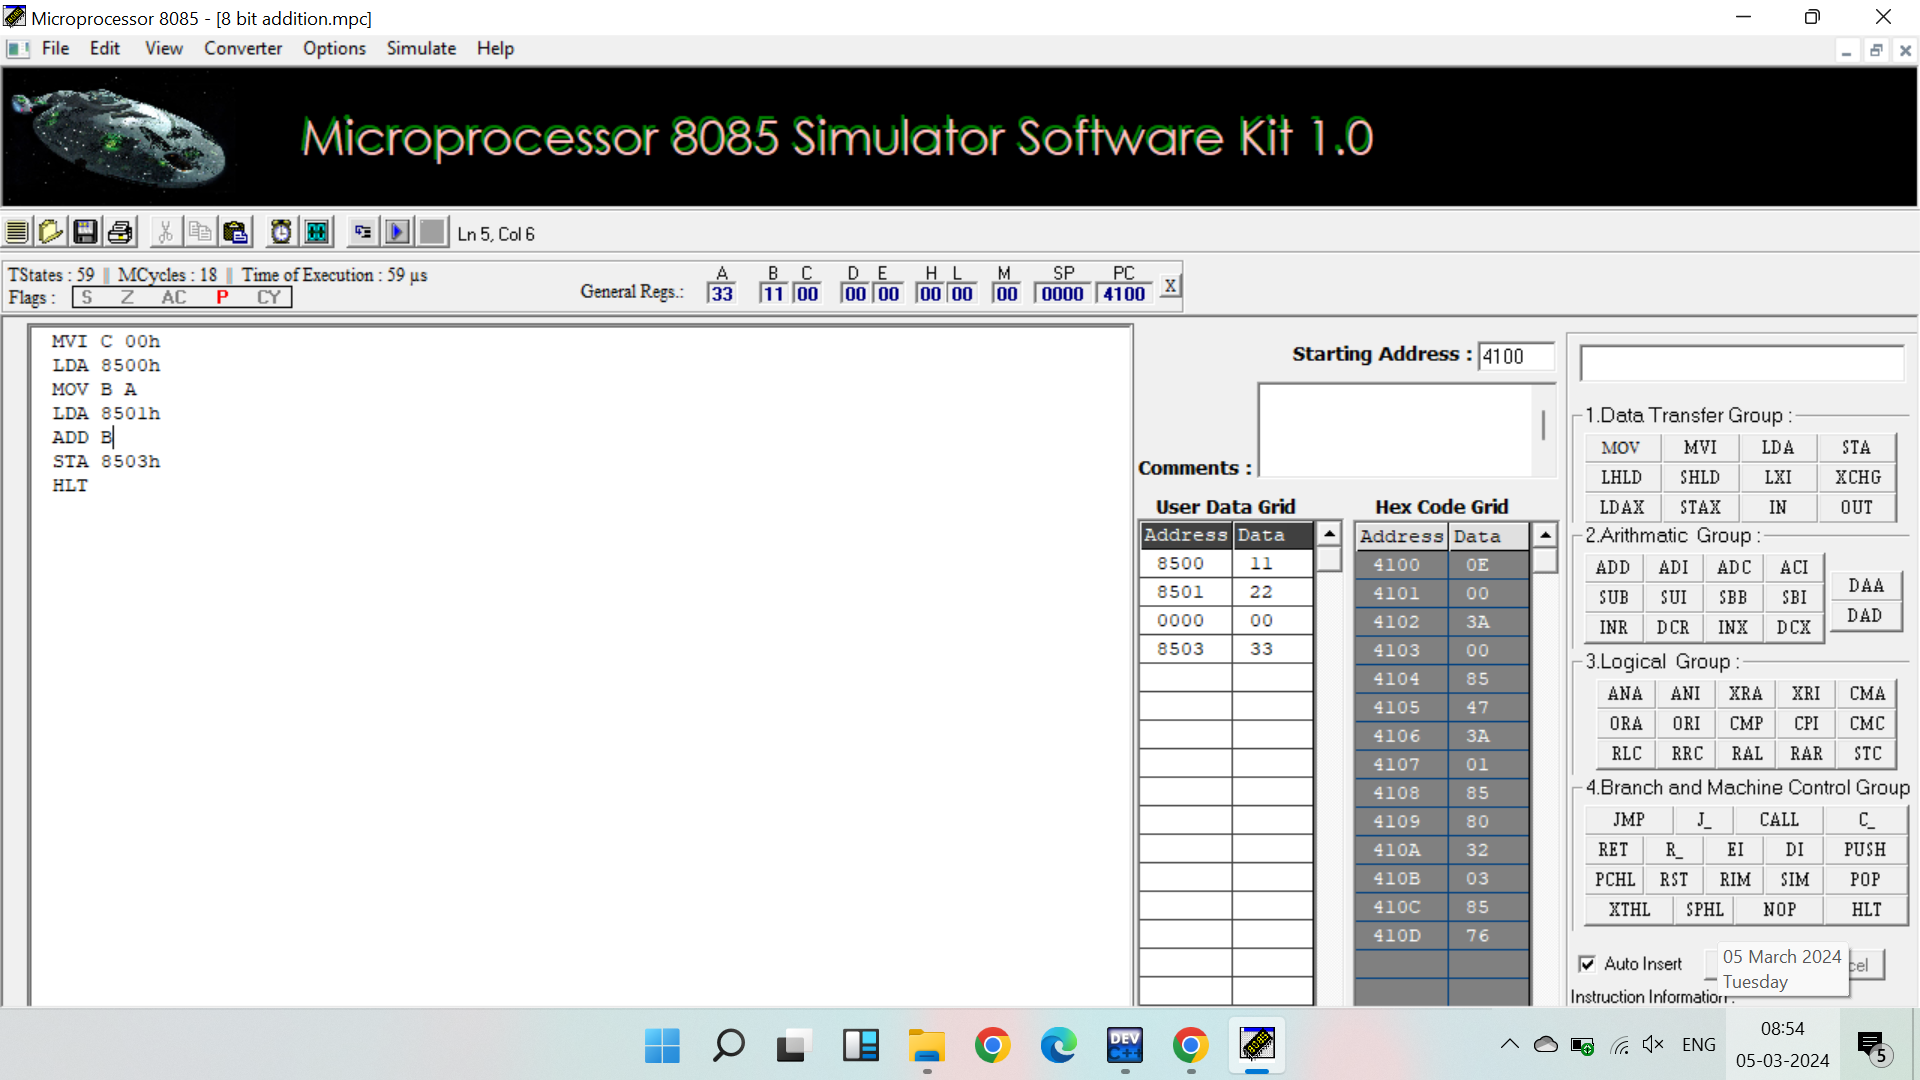 Microprocessor 8085 - [8 bit addition.mpc]
File Edit View Converter Options Simulate Help
Microprocessor 8085 Simulator Software Kit 1.0
Ln 5, Col 6
TStates : 59 || MCycles : 18 || Time of Execution : 59 µs
Flags : S Z AC P CY
General Regs.:
A B C D E H L M SP PC
33 11 00 00 00 00 00 00 0000 4100
X
MVI C 00h
LDA 8500h
MOV B A
LDA 8501h
ADD B
STA 8503h
HLT
Starting Address : 4100
Comments :
User Data Grid
Address Data
8500 11
8501 22
0000 00
8503 33
Hex Code Grid
Address Data
4100 0E
4101 00
4102 3A
4103 00
4104 85
4105 47
4106 3A
4107 01
4108 85
4109 80
410A 32
410B 03
410C 85
410D 76
1.Data Transfer Group :
MOV MVI LDA STA
LHLD SHLD LXI XCHG
LDAX STAX IN OUT
2.Arithmatic Group :
ADD ADI ADC ACI
SUB SUI SBB SBI
INR DCR INX DCX
DAA
DAD
3.Logical Group :
ANA ANI XRA XRI CMA
ORA ORI CMP CPI CMC
RLC RRC RAL RAR STC
4.Branch and Machine Control Group
JMP J_ CALL C_
RET R_ EI DI PUSH
PCHL RST RIM SIM POP
XTHL SPHL NOP HLT
Auto Insert
05 March 2024
Tuesday
cel
Instruction Information :
DEV
C++
8085
ENG
08:54
05-03-2024
5